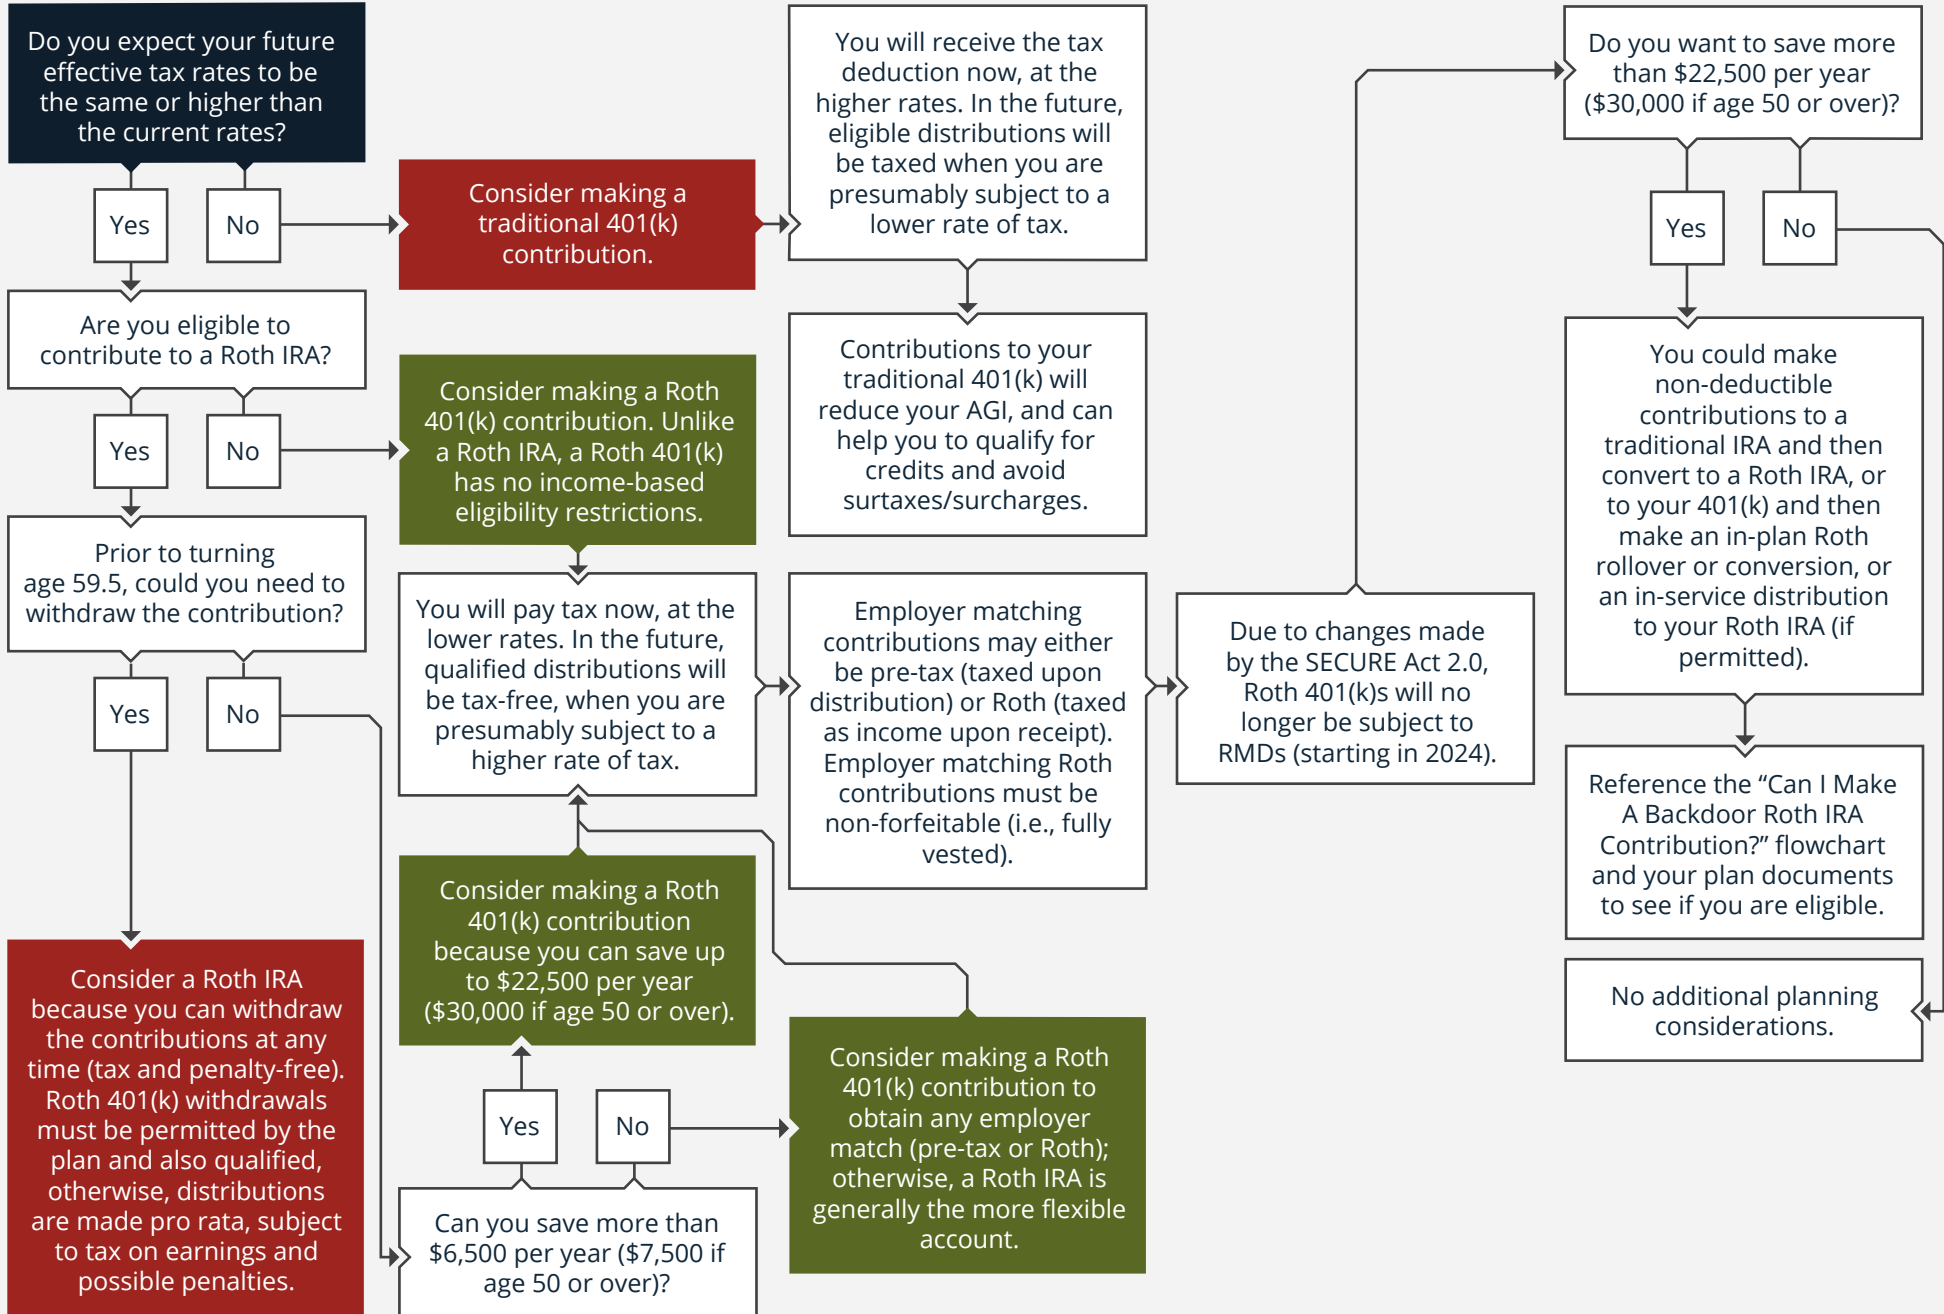 Do you expect your future
effective tax rates to be
the same or higher than
the current rates?
Yes
No
Consider making a
traditional 401(k)
contribution.
You will receive the tax
deduction now, at the
higher rates. In the future,
eligible distributions will
be taxed when you are
presumably subject to a
lower rate of tax.
Contributions to your
traditional 401(k) will
reduce your AGI, and can
help you to qualify for
credits and avoid
surtaxes/surcharges.
Are you eligible to
contribute to a Roth IRA?
Yes
No
Consider making a Roth
401(k) contribution. Unlike
a Roth IRA, a Roth 401(k)
has no income-based
eligibility restrictions.
Prior to turning
age 59.5, could you need to
withdraw the contribution?
Yes
No
Consider a Roth IRA
because you can withdraw
the contributions at any
time (tax and penalty-free).
Roth 401(k) withdrawals
must be permitted by the
plan and also qualified,
otherwise, distributions
are made pro rata, subject
to tax on earnings and
possible penalties.
Can you save more than
$6,500 per year ($7,500 if
age 50 or over)?
Yes
No
Consider making a Roth
401(k) contribution
because you can save up
to $22,500 per year
($30,000 if age 50 or over).
Consider making a Roth
401(k) contribution to
obtain any employer
match (pre-tax or Roth);
otherwise, a Roth IRA is
generally the more flexible
account.
You will pay tax now, at the
lower rates. In the future,
qualified distributions will
be tax-free, when you are
presumably subject to a
higher rate of tax.
Employer matching
contributions may either
be pre-tax (taxed upon
distribution) or Roth (taxed
as income upon receipt).
Employer matching Roth
contributions must be
non-forfeitable (i.e., fully
vested).
Due to changes made
by the SECURE Act 2.0,
Roth 401(k)s will no
longer be subject to
RMDs (starting in 2024).
Do you want to save more
than $22,500 per year
($30,000 if age 50 or over)?
Yes
No
You could make
non-deductible
contributions to a
traditional IRA and then
convert to a Roth IRA, or
to your 401(k) and then
make an in-plan Roth
rollover or conversion, or
an in-service distribution
to your Roth IRA (if
permitted).
Reference the “Can I Make
A Backdoor Roth IRA
Contribution?” flowchart
and your plan documents
to see if you are eligible.
No additional planning
considerations.